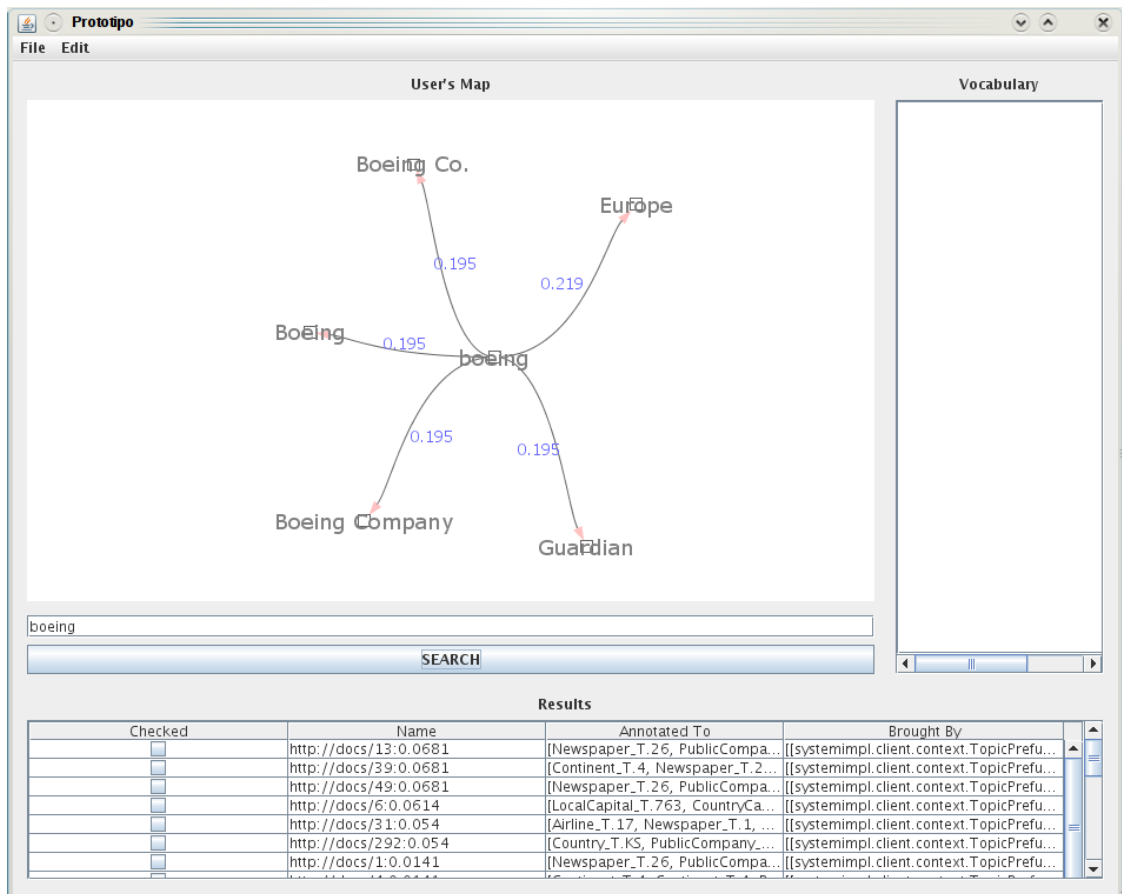 Prototipo
File Edit
User's Map
Vocabulary
Boeing Co.
Europe
0.195
0.219
Boeing
0.195
boeing
0.195
0.195
Boeing Company
Guardian
boeing
SEARCH
Results
Checked Name Annotated To Brought By
http://docs/13:0.0681 [Newspaper_T.26, PublicCompa... [[systemimpl.client.context.TopicPrefu...
http://docs/39:0.0681 [Continent_T.4, Newspaper_T.2... [[systemimpl.client.context.TopicPrefu...
http://docs/49:0.0681 [Newspaper_T.26, PublicCompa... [[systemimpl.client.context.TopicPrefu...
http://docs/6:0.0614 [LocalCapital_T.763, CountryCa... [[systemimpl.client.context.TopicPrefu...
http://docs/31:0.054 [Airline_T.17, Newspaper_T.1, ... [[systemimpl.client.context.TopicPrefu...
http://docs/292:0.054 [Country_T.KS, PublicCompany_... [[systemimpl.client.context.TopicPrefu...
http://docs/1:0.0141 [Newspaper_T.26, PublicCompa... [[systemimpl.client.context.TopicPrefu...